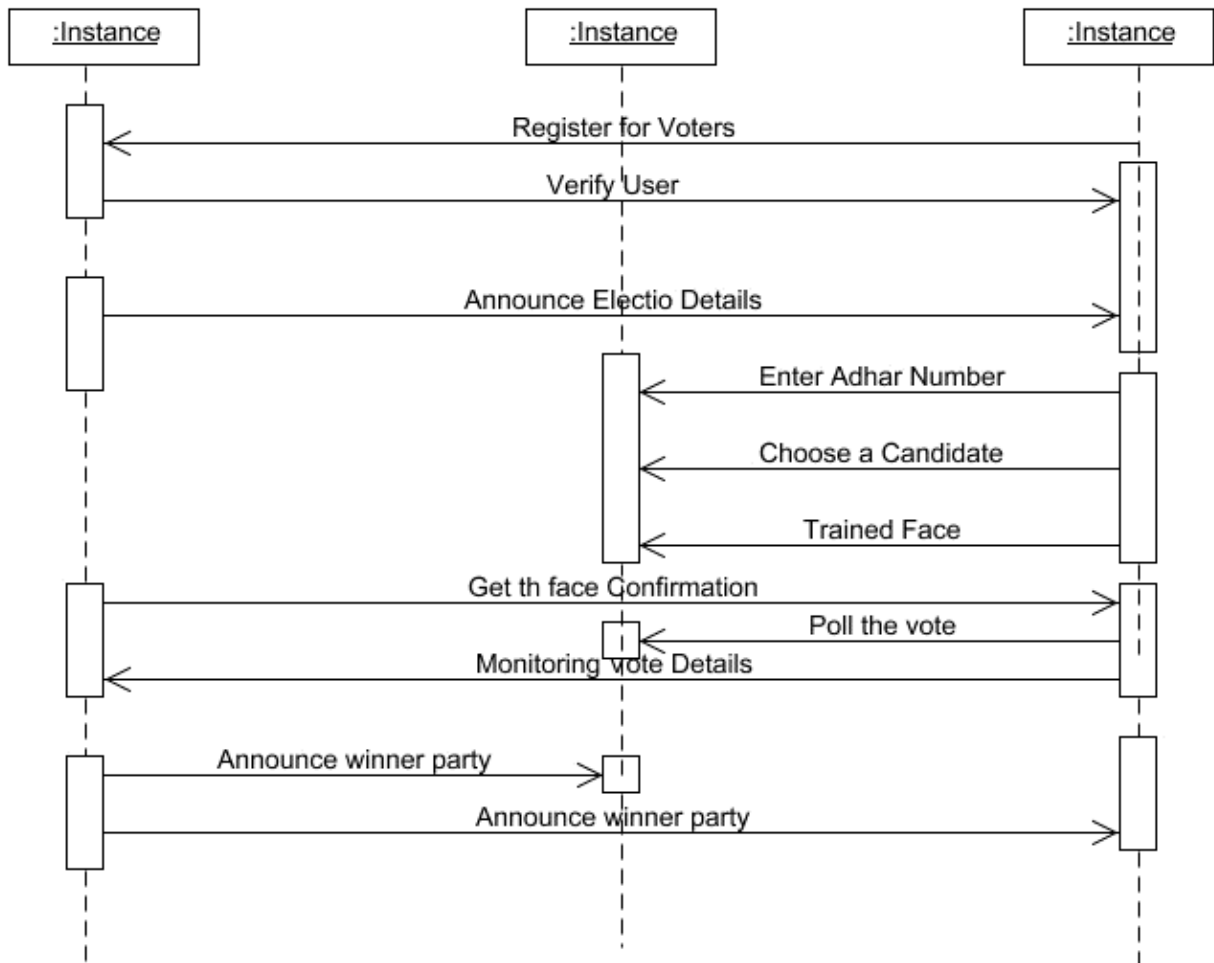 :Instance
:Instance
:Instance
Register for Voters
Verify User
Announce Electio Details
Enter Adhar Number
Choose a Candidate
Trained Face
Get th face Confirmation
Poll the vote
Monitoring Vote Details
Announce winner party
Announce winner party